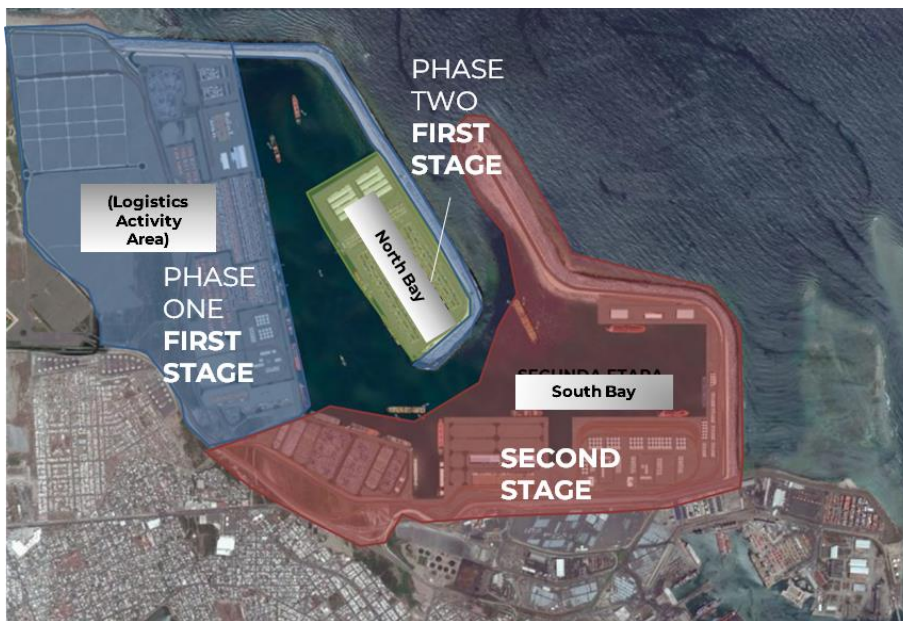 PHASE
TWO
FIRST
STAGE
(Logistics
Activity
Area)
North Bay
PHASE
ONE
FIRST
STAGE
SEGUNDA ETAPA
South Bay
SECOND
STAGE